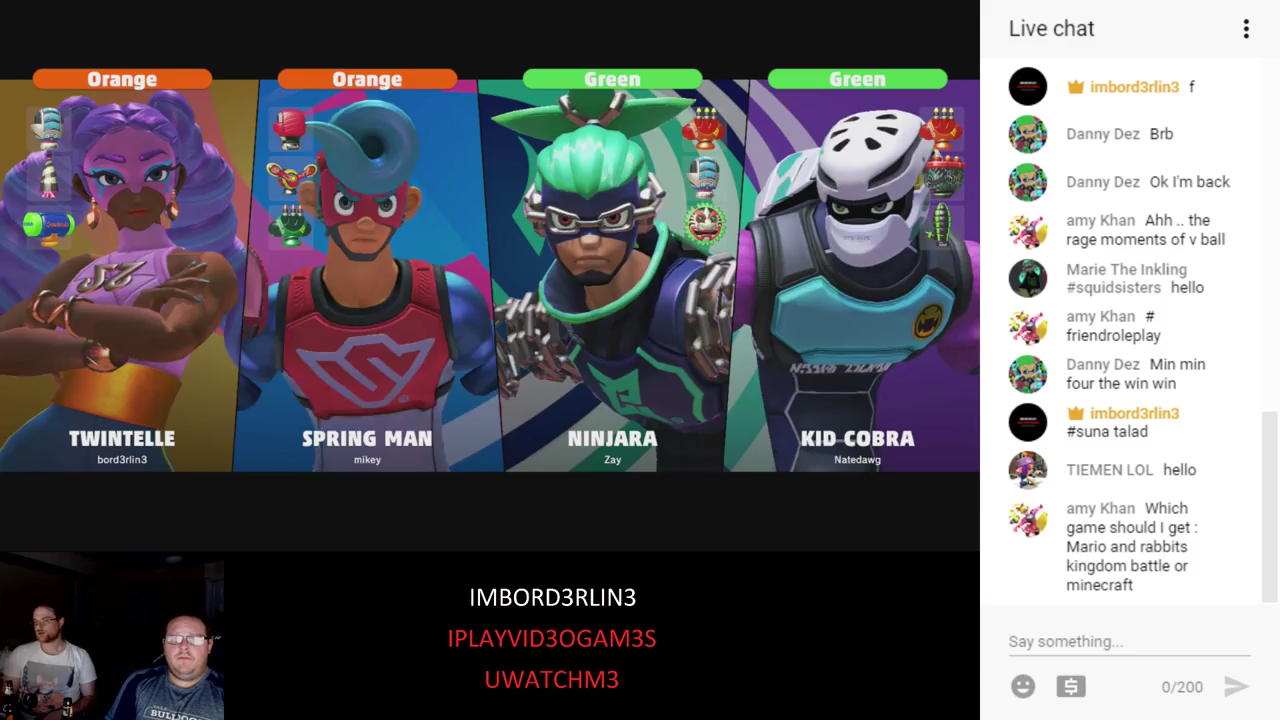 Orange
Orange
Green
Green
TWINTELLE
bord3rlin3
SPRING MAN
mikey
NINJARA
Zay
KID COBRA
Natedawg
IMBORD3RLIN3
IPLAYVID3OGAM3S
UWATCHM3
Live chat
imbord3rlin3 f
Danny Dez Brb
Danny Dez Ok I'm back
amy Khan Ahh .. the
rage moments of v ball
Marie The Inkling
#squidsisters hello
amy Khan #
friendroleplay
Danny Dez Min min
four the win win
imbord3rlin3
#suna talad
TIEMEN LOL hello
amy Khan Which
game should I get :
Mario and rabbits
kingdom battle or
minecraft
Say something...
0/200